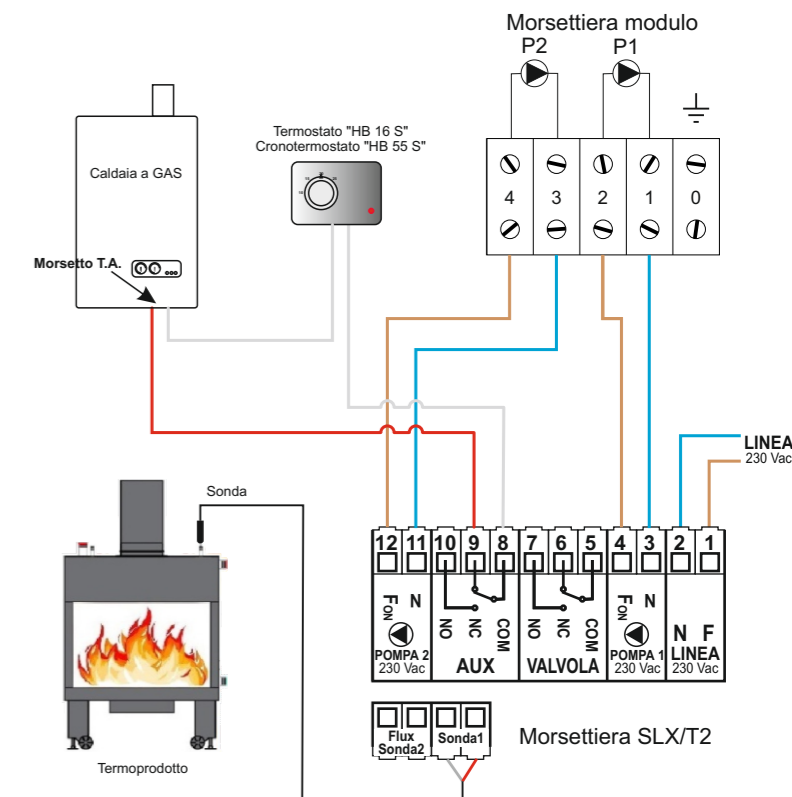 Morsettiera modulo
P2 P1
Caldaia a GAS
Termostato "HB 16 S"
Cronotermostato "HB 55 S"
4 3 2 1 0
Morsetto T.A.
LINEA
230 Vac
Sonda
12 11 10 9 8 7 6 5 4 3 2 1
FON N NO NC COM NO NC COM FON N N F
POMPA 2
230 Vac
AUX
VALVOLA
POMPA 1
230 Vac
LINEA
230 Vac
Flux
Sonda2
Sonda1
Morsettiera SLX/T2
Termoprodotto